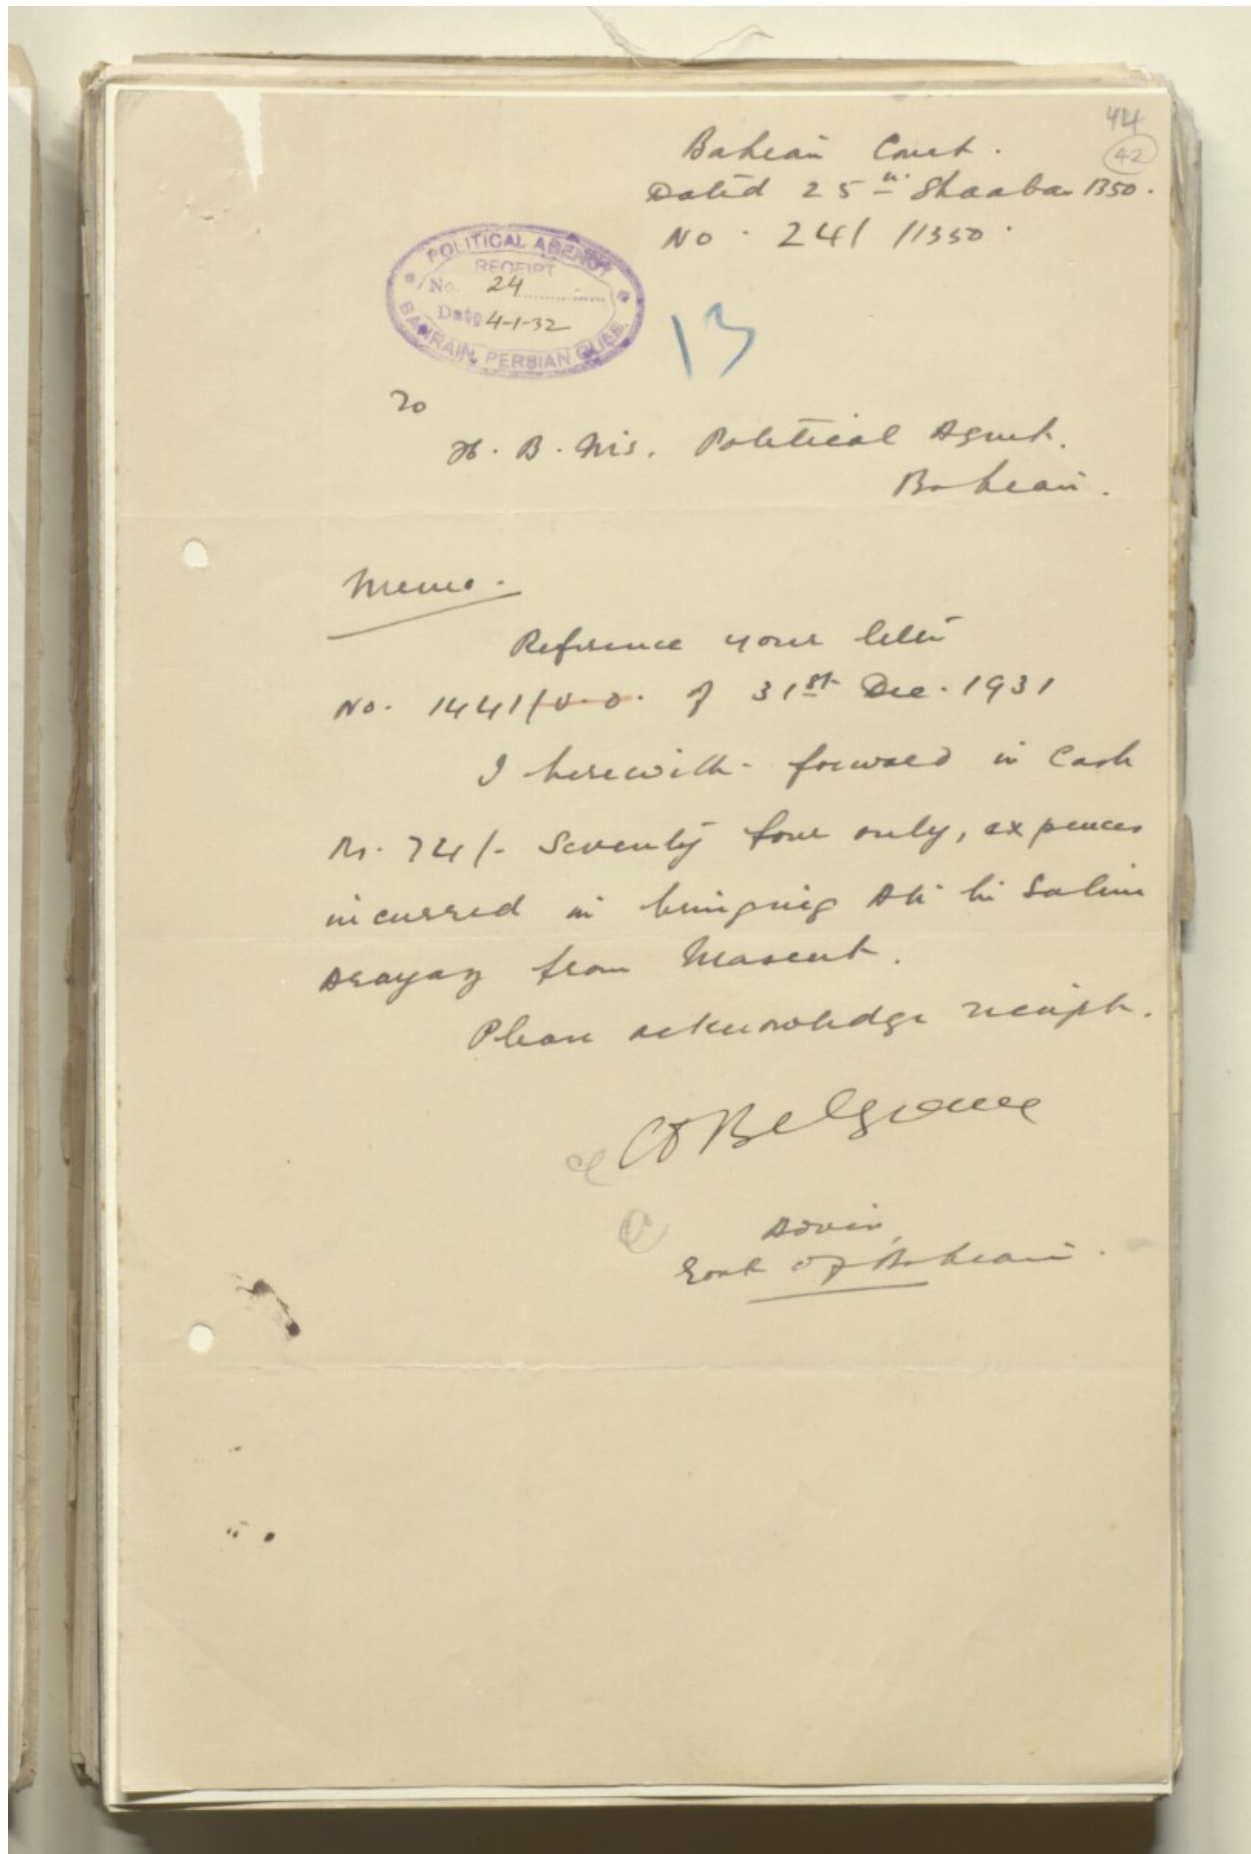 44
42
Bahrain Court.
Dated 25th Shaaban 1350.
No. 241/1350.
POLITICAL AGENCY
RECEIPT
No. 24
Date 4-1-32
BAHRAIN, PERSIAN GULF.
13
To
H. B. M's. Political Agent.
Bahrain.
Memo.
Reference your letter
No. 1441/ of 31st Dec. 1931
I herewith forward in Cash
Rs. 74/- Seventy four only, expences
incurred in bringing Ali bin Salim
from Mascut.
Please acknowledge receipt.
CDBelgrave
Adviser,
Govt of Bahrain.